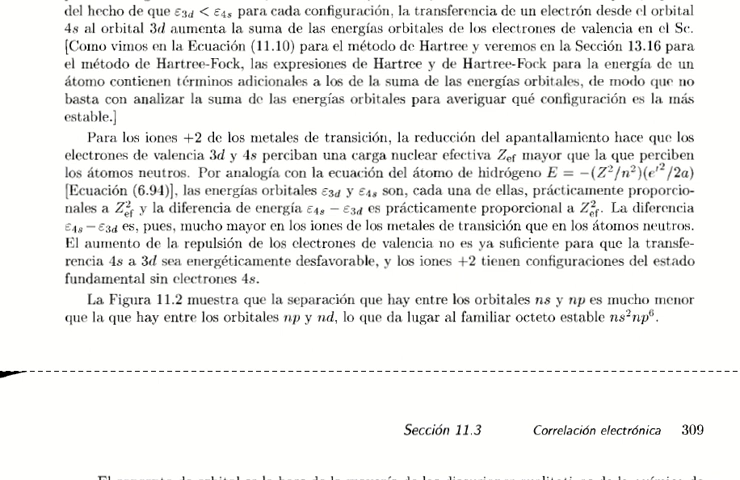 del hecho de que ε3d < ε4s para cada configuración, la transferencia de un electrón desde el orbital
4s al orbital 3d aumenta la suma de las energías orbitales de los electrones de valencia en el Sc.
[Como vimos en la Ecuación (11.10) para el método de Hartree y veremos en la Sección 13.16 para
el método de Hartree-Fock, las expresiones de Hartree y de Hartree-Fock para la energía de un
átomo contienen términos adicionales a los de la suma de las energías orbitales, de modo que no
basta con analizar la suma de las energías orbitales para averiguar qué configuración es la más
estable.]
Para los iones +2 de los metales de transición, la reducción del apantallamiento hace que los
electrones de valencia 3d y 4s perciban una carga nuclear efectiva Zef mayor que la que perciben
los átomos neutros. Por analogía con la ecuación del átomo de hidrógeno E = −(Z²/n²)(e′²/2a)
[Ecuación (6.94)], las energías orbitales ε3d y ε4s son, cada una de ellas, prácticamente proporcio-
nales a Z²ef y la diferencia de energía ε4s − ε3d es prácticamente proporcional a Z²ef. La diferencia
ε4s − ε3d es, pues, mucho mayor en los iones de los metales de transición que en los átomos neutros.
El aumento de la repulsión de los electrones de valencia no es ya suficiente para que la transfe-
rencia 4s a 3d sea energéticamente desfavorable, y los iones +2 tienen configuraciones del estado
fundamental sin electrones 4s.
La Figura 11.2 muestra que la separación que hay entre los orbitales ns y np es mucho menor
que la que hay entre los orbitales np y nd, lo que da lugar al familiar octeto estable ns²np⁶.
Sección 11.3 Correlación electrónica 309